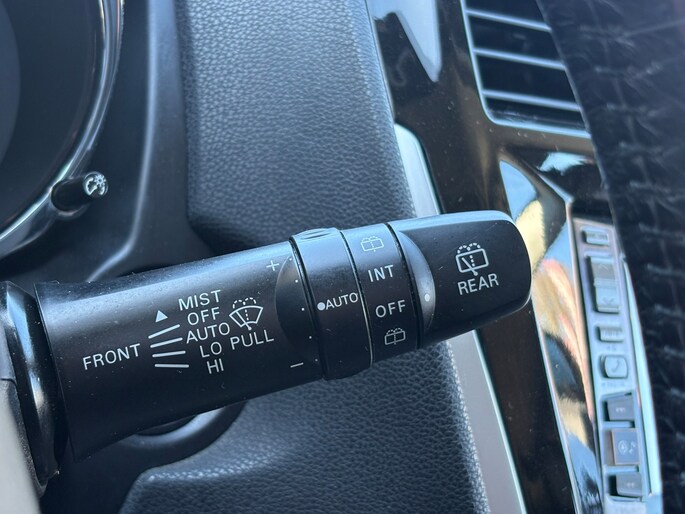 FRONT
MIST
OFF
AUTO
LO
HI
PULL
+
−
AUTO
INT
OFF
REAR